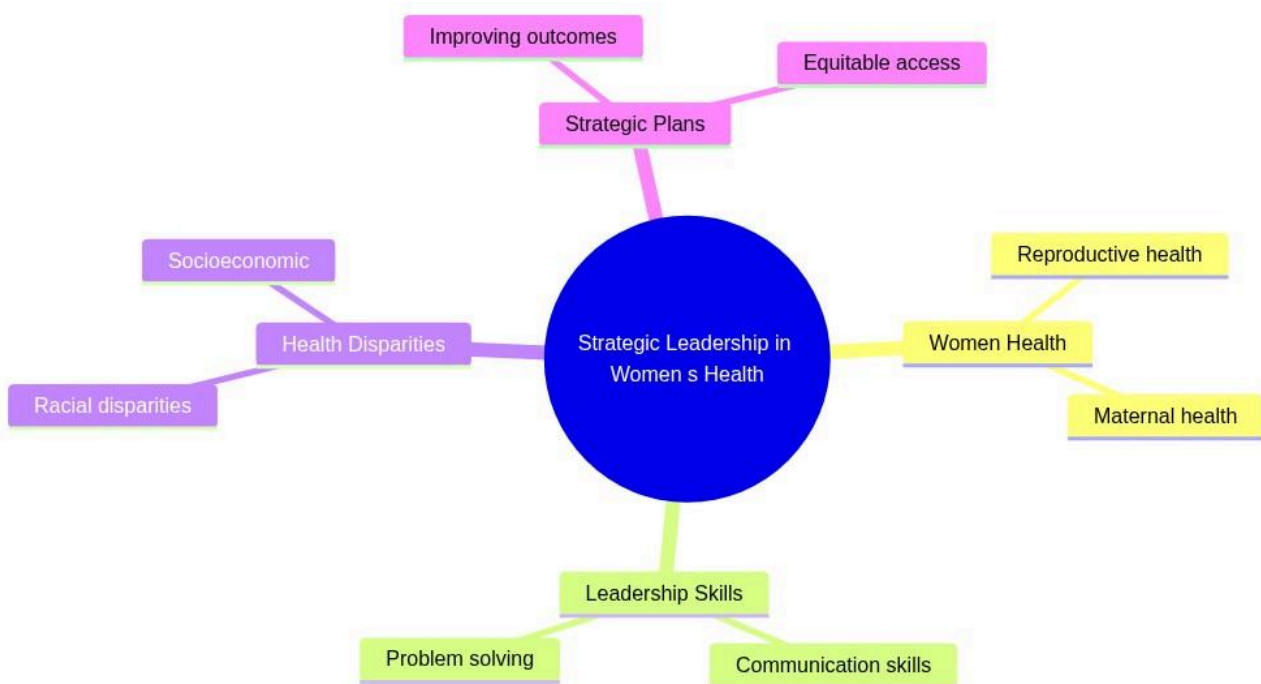 Improving outcomes
Equitable access
Strategic Plans
Socioeconomic
Reproductive health
Health Disparities
Strategic Leadership in
Women s Health
Women Health
Racial disparities
Maternal health
Leadership Skills
Problem solving
Communication skills